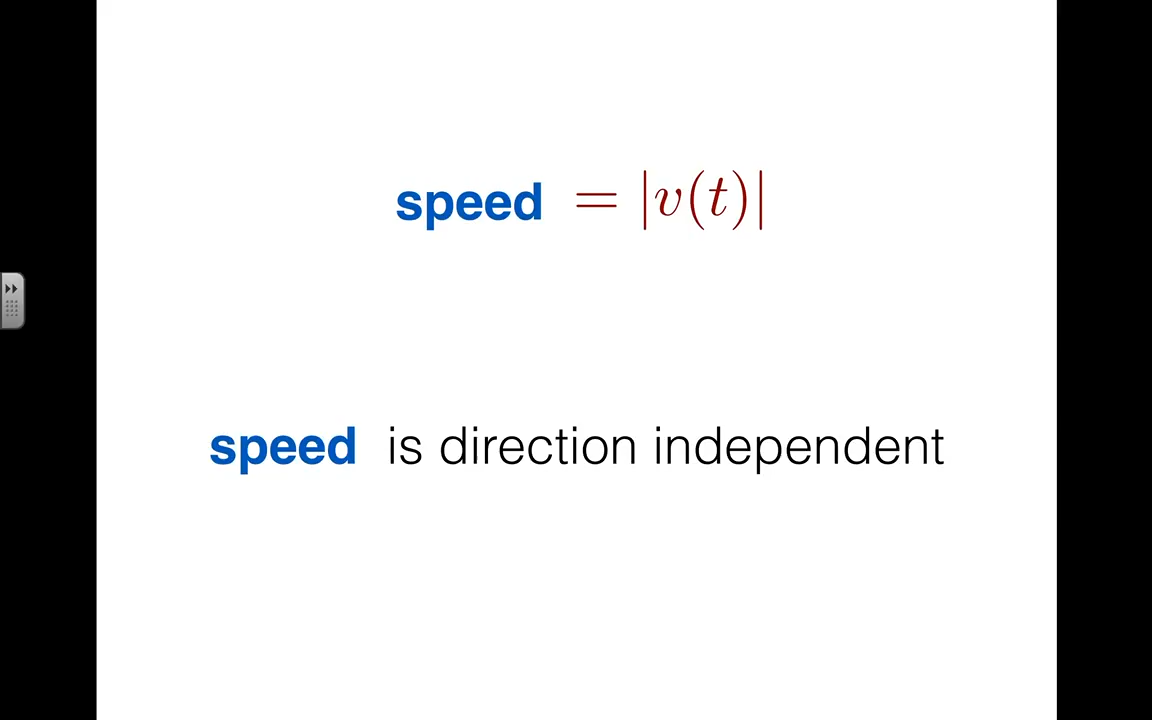 speed = |v(t)|
speed is direction independent